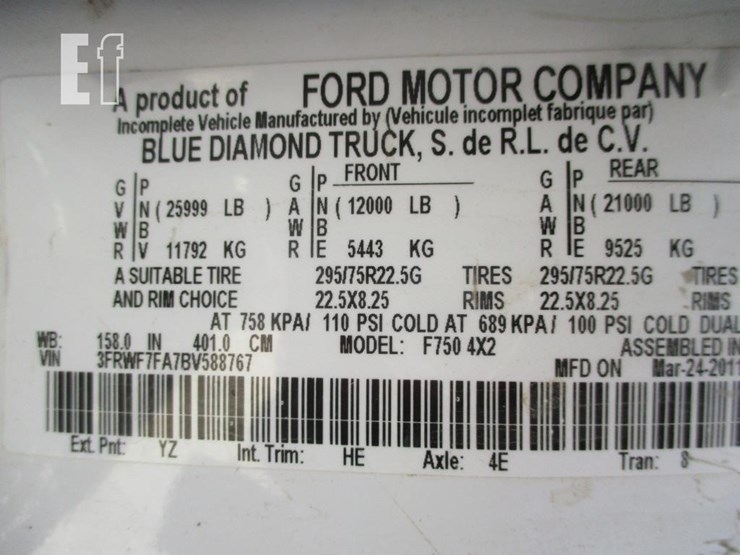 Ef
A product of FORD MOTOR COMPANY
Incomplete Vehicle Manufactured by (Vehicule incomplet fabrique par)
BLUE DIAMOND TRUCK, S. de R.L. de C.V.
FRONT REAR
G P G P G P
V N ( 25999 LB ) A N ( 12000 LB ) A N ( 21000 LB )
W B W B W B
R V 11792 KG R E 5443 KG R E 9525 KG
A SUITABLE TIRE 295/75R22.5G TIRES 295/75R22.5G TIRES
AND RIM CHOICE 22.5X8.25 RIMS 22.5X8.25 RIMS
AT 758 KPA/ 110 PSI COLD AT 689 KPA/ 100 PSI COLD DUAL
WB: 158.0 IN 401.0 CM MODEL: F750 4X2 ASSEMBLED IN
VIN 3FRWF7FA7BV588767 MFD ON Mar-24-2011
Ext. Pnt: YZ Int. Trim: HE Axle: 4E Tran: